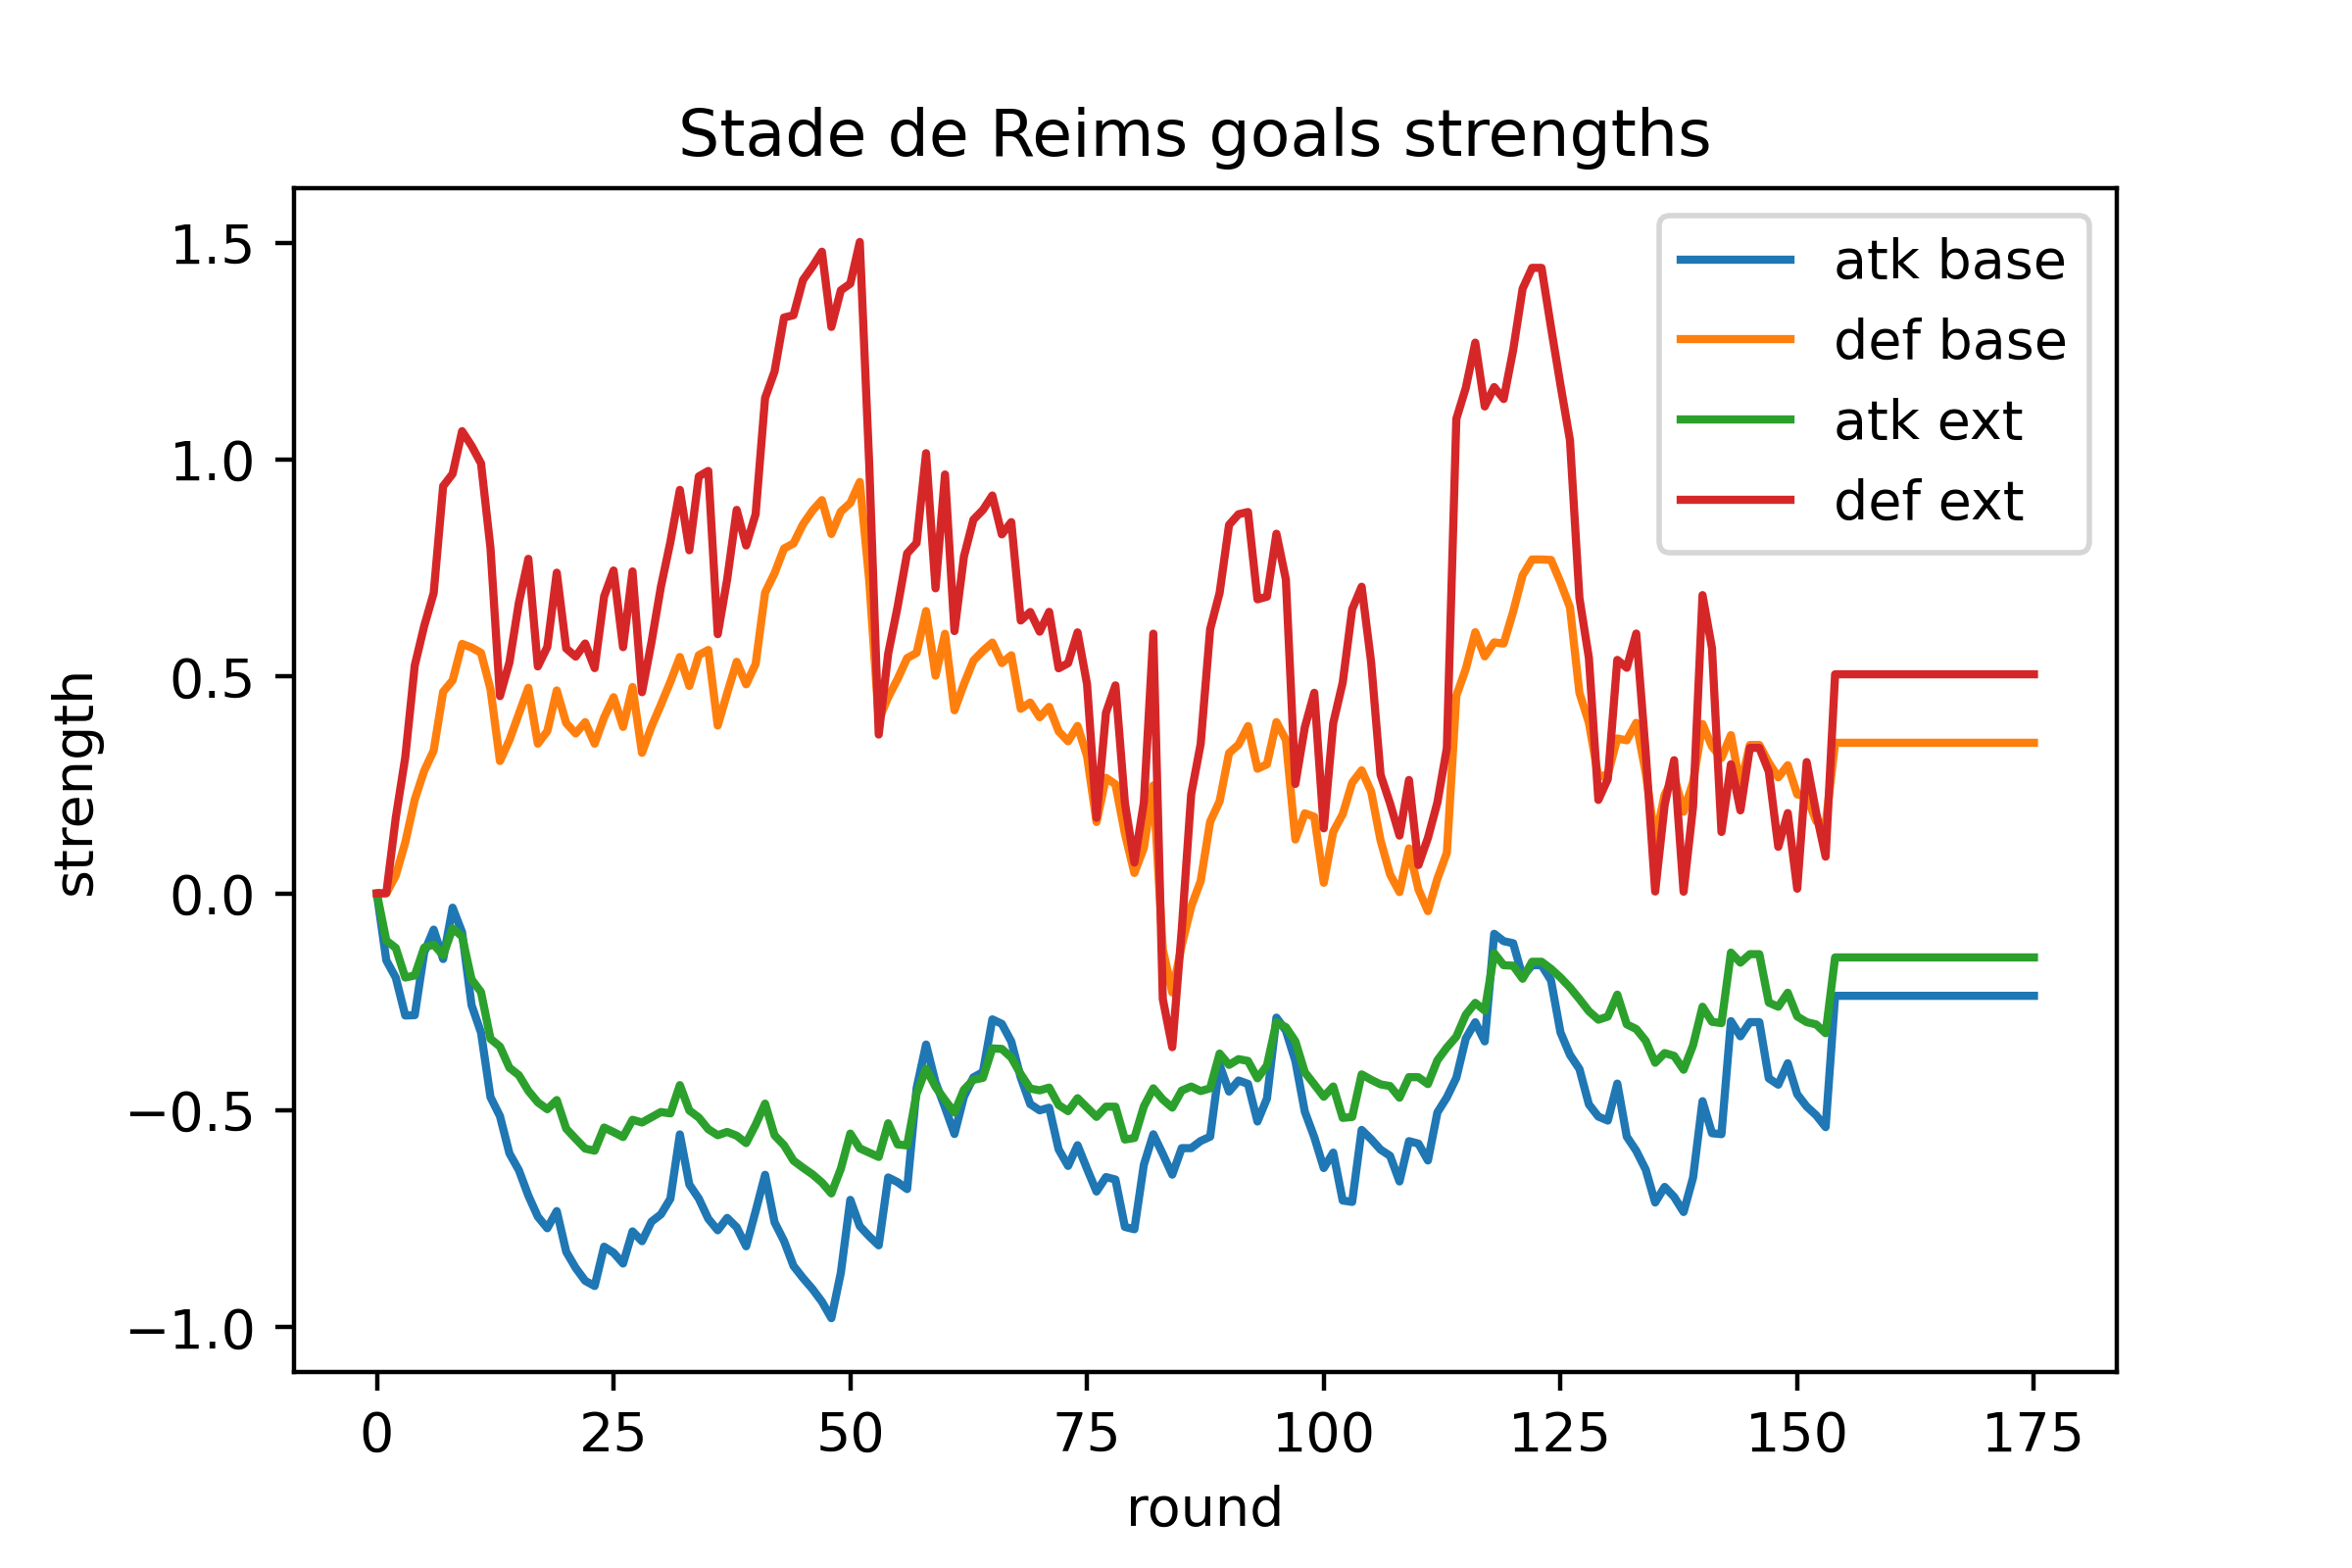 Stade de Reims goals strengths
1.5
1.0
0.5
0.0
−0.5
−1.0
strength
atk base
def base
atk ext
def ext
0 25 50 75 100 125 150 175
round